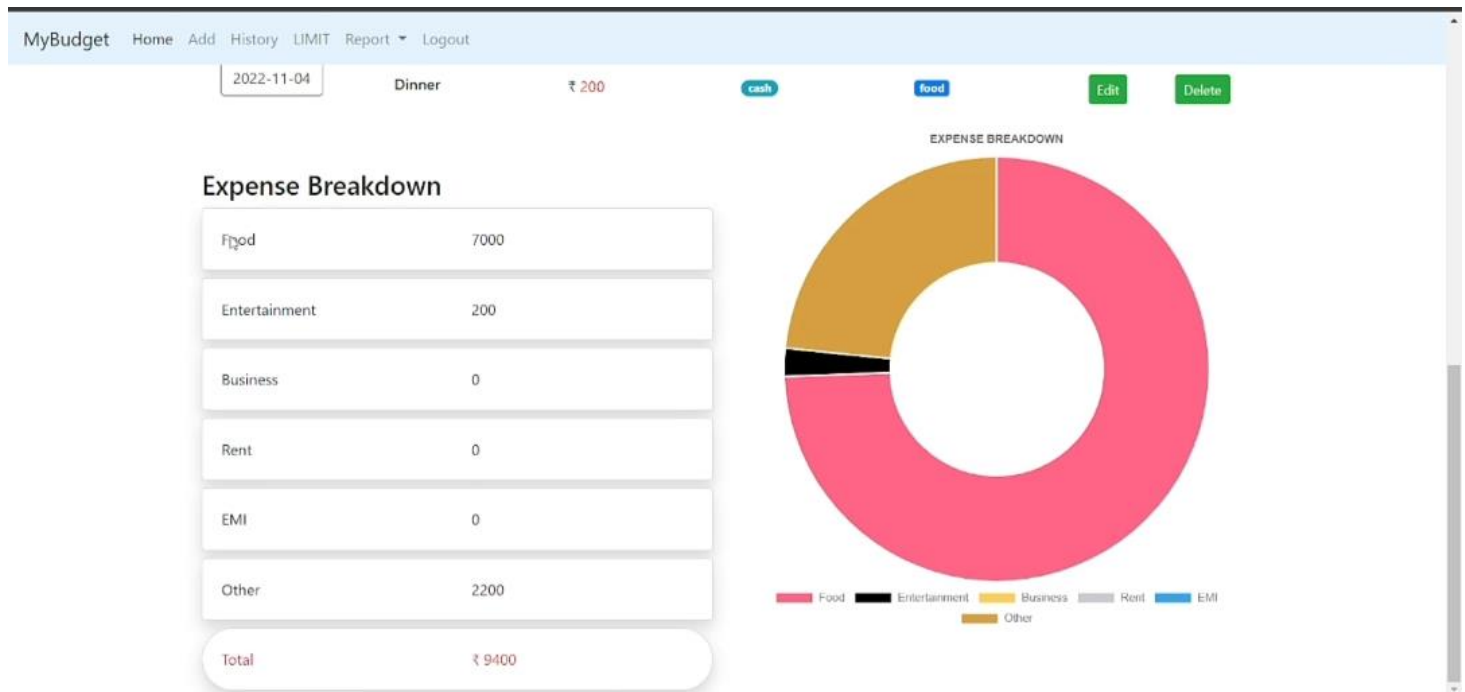 MyBudget Home Add History LIMIT Report Logout
2022-11-04 Dinner ₹ 200 cash food Edit Delete
EXPENSE BREAKDOWN
Expense Breakdown
Food 7000
Entertainment 200
Business 0
Rent 0
EMI 0
Other 2200
Total ₹ 9400
Food Entertainment Business Rent EMI
Other